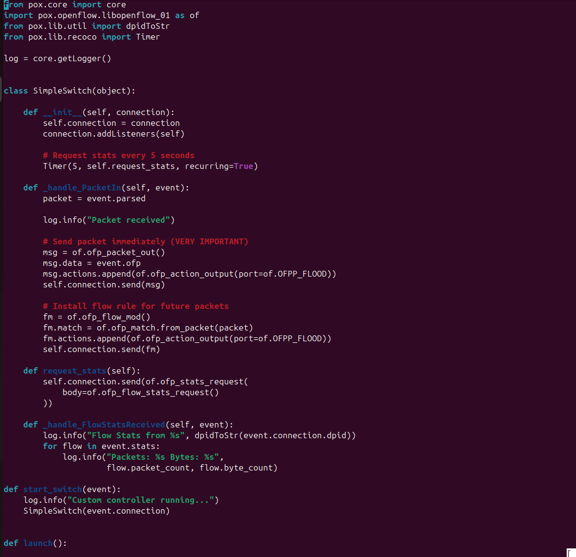 from pox.core import core
import pox.openflow.libopenflow_01 as of
from pox.lib.util import dpidToStr
from pox.lib.recoco import Timer

log = core.getLogger()


class SimpleSwitch(object):

    def __init__(self, connection):
        self.connection = connection
        connection.addListeners(self)

        # Request stats every 5 seconds
        Timer(5, self.request_stats, recurring=True)

    def _handle_PacketIn(self, event):
        packet = event.parsed

        log.info("Packet received")

        # Send packet immediately (VERY IMPORTANT)
        msg = of.ofp_packet_out()
        msg.data = event.ofp
        msg.actions.append(of.ofp_action_output(port=of.OFPP_FLOOD))
        self.connection.send(msg)

        # Install flow rule for future packets
        fm = of.ofp_flow_mod()
        fm.match = of.ofp_match.from_packet(packet)
        fm.actions.append(of.ofp_action_output(port=of.OFPP_FLOOD))
        self.connection.send(fm)

    def request_stats(self):
        self.connection.send(of.ofp_stats_request(
            body=of.ofp_flow_stats_request()
        ))

    def _handle_FlowStatsReceived(self, event):
        log.info("Flow Stats from %s", dpidToStr(event.connection.dpid))
        for flow in event.stats:
            log.info("Packets: %s Bytes: %s",
                     flow.packet_count, flow.byte_count)

def start_switch(event):
    log.info("Custom controller running...")
    SimpleSwitch(event.connection)


def launch():